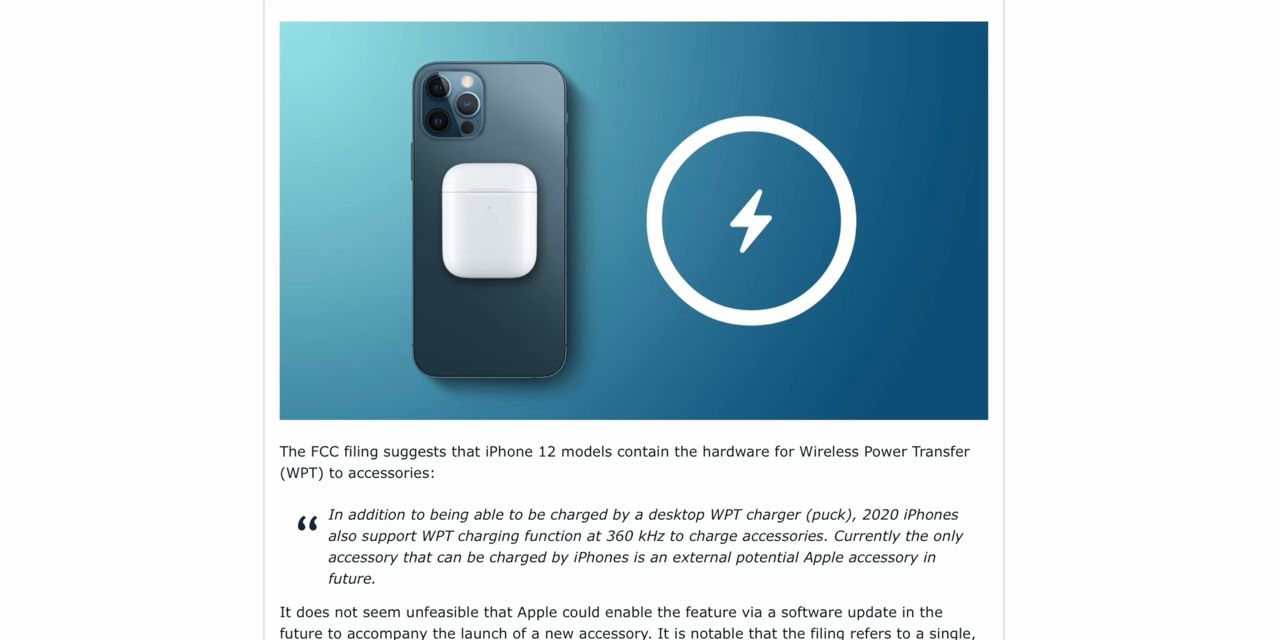 The FCC filing suggests that iPhone 12 models contain the hardware for Wireless Power Transfer
(WPT) to accessories:
“ In addition to being able to be charged by a desktop WPT charger (puck), 2020 iPhones
also support WPT charging function at 360 kHz to charge accessories. Currently the only
accessory that can be charged by iPhones is an external potential Apple accessory in
future.
It does not seem unfeasible that Apple could enable the feature via a software update in the
future to accompany the launch of a new accessory. It is notable that the filing refers to a single,